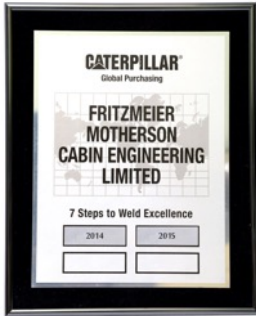 CATERPILLAR®
Global Purchasing
FRITZMEIER
MOTHERSON
CABIN ENGINEERING
LIMITED
7 Steps to Weld Excellence
2014 2015